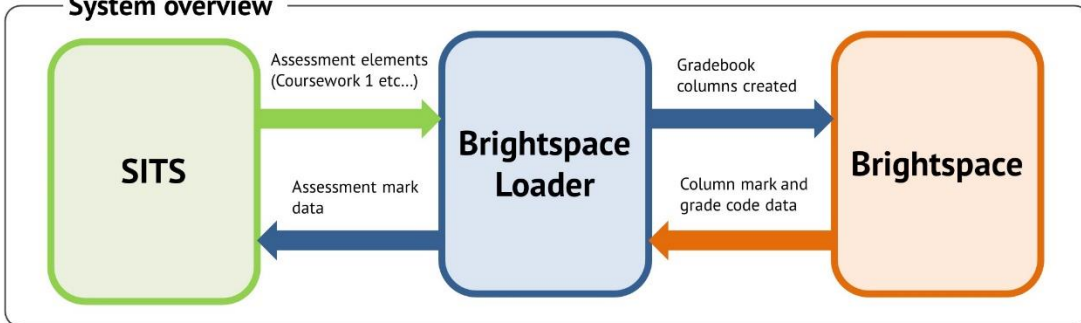 System overview
Assessment elements
(Coursework 1 etc...)
Gradebook
columns created
SITS
Brightspace
Loader
Brightspace
Assessment mark
data
Column mark and
grade code data